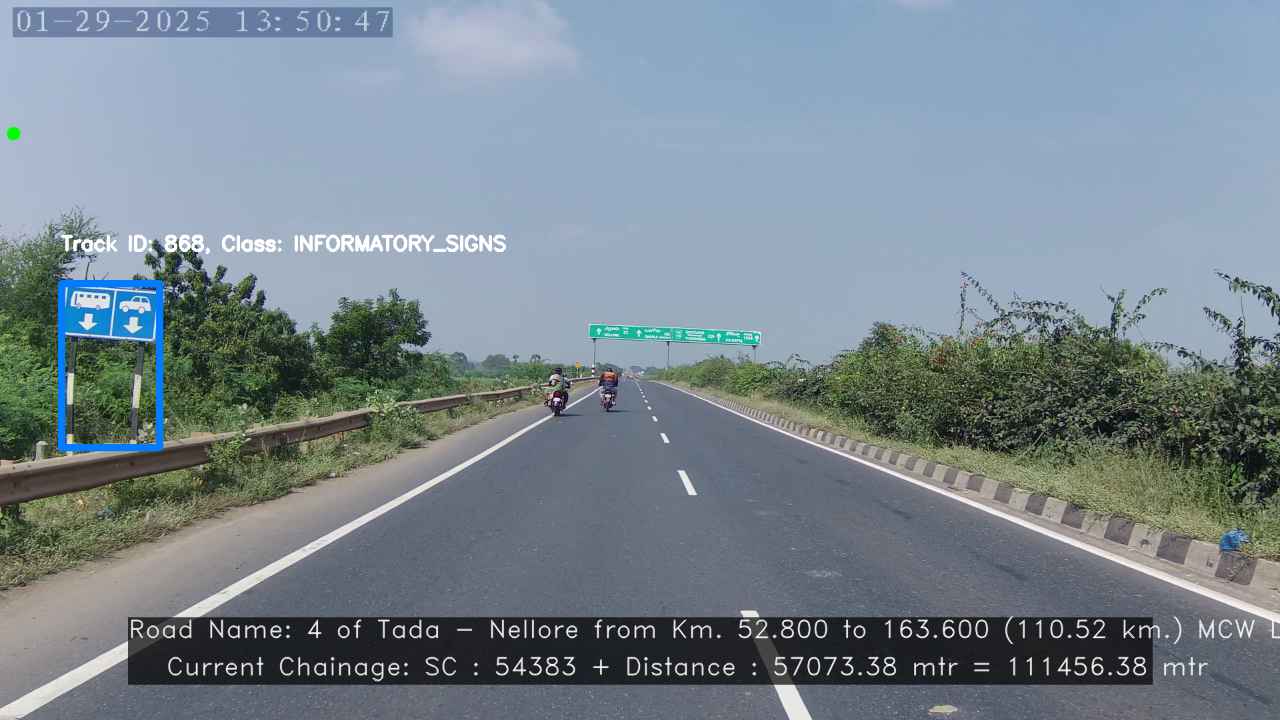 01-29-2025 13:50:47
Track ID: 868, Class: INFORMATORY_SIGNS
Road Name: 4 of Tada - Nellore from Km. 52.800 to 163.600 (110.52 km.) MCW
Current Chainage: SC : 54383 + Distance : 57073.38 mtr = 111456.38 mtr